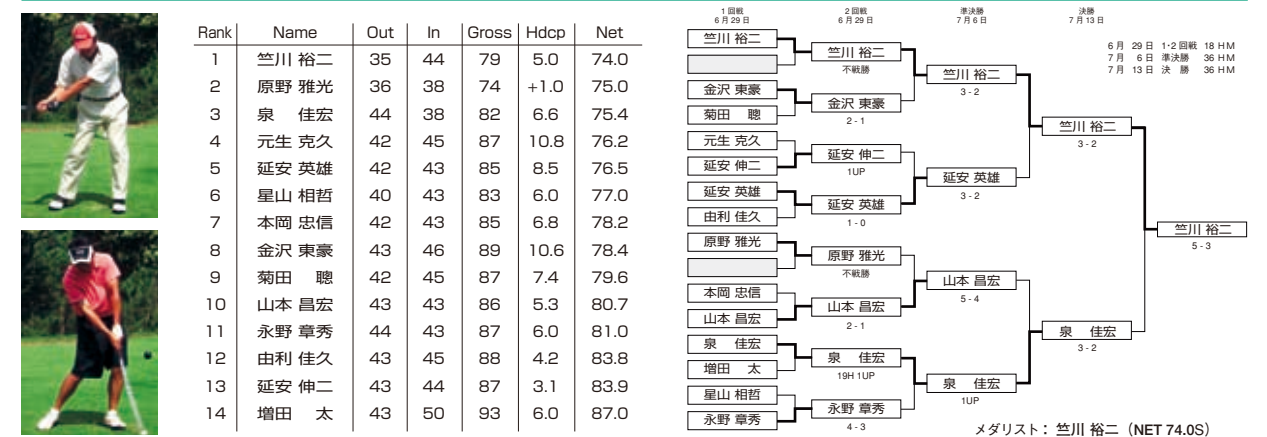 Rank Name Out In Gross Hdcp Net
1 竺川 裕二 35 44 79 5.0 74.0
2 原野 雅光 36 38 74 +1.0 75.0
3 泉 佳宏 44 38 82 6.6 75.4
4 元生 克久 42 45 87 10.8 76.2
5 延安 英雄 42 43 85 8.5 76.5
6 星山 相哲 40 43 83 6.0 77.0
7 本岡 忠信 42 43 85 6.8 78.2
8 金沢 東豪 43 46 89 10.6 78.4
9 菊田 聰 42 45 87 7.4 79.6
10 山本 昌宏 43 43 86 5.3 80.7
11 永野 章秀 44 43 87 6.0 81.0
12 由利 佳久 43 45 88 4.2 83.8
13 延安 伸二 43 44 87 3.1 83.9
14 増田 太 43 50 93 6.0 87.0
1回戦
6月29日
竺川 裕二
金沢 東豪
菊田 聰
元生 克久
延安 伸二
延安 英雄
由利 佳久
原野 雅光
本岡 忠信
山本 昌宏
泉 佳宏
増田 太
星山 相哲
永野 章秀
2回戦
6月29日
竺川 裕二
不戦勝
金沢 東豪
2 - 1
延安 伸二
1UP
延安 英雄
1 - 0
原野 雅光
不戦勝
山本 昌宏
2 - 1
泉 佳宏
19H 1UP
永野 章秀
4 - 3
準決勝
7月6日
竺川 裕二
3 - 2
延安 英雄
3 - 2
山本 昌宏
5 - 4
泉 佳宏
1UP
決勝
7月13日
竺川 裕二
3 - 2
泉 佳宏
3 - 2
竺川 裕二
5 - 3
6月 29日 1・2回戦 18 HM
7月 6日 準決勝 36 HM
7月 13日 決 勝 36 HM
メダリスト： 竺川 裕二（NET 74.0S）